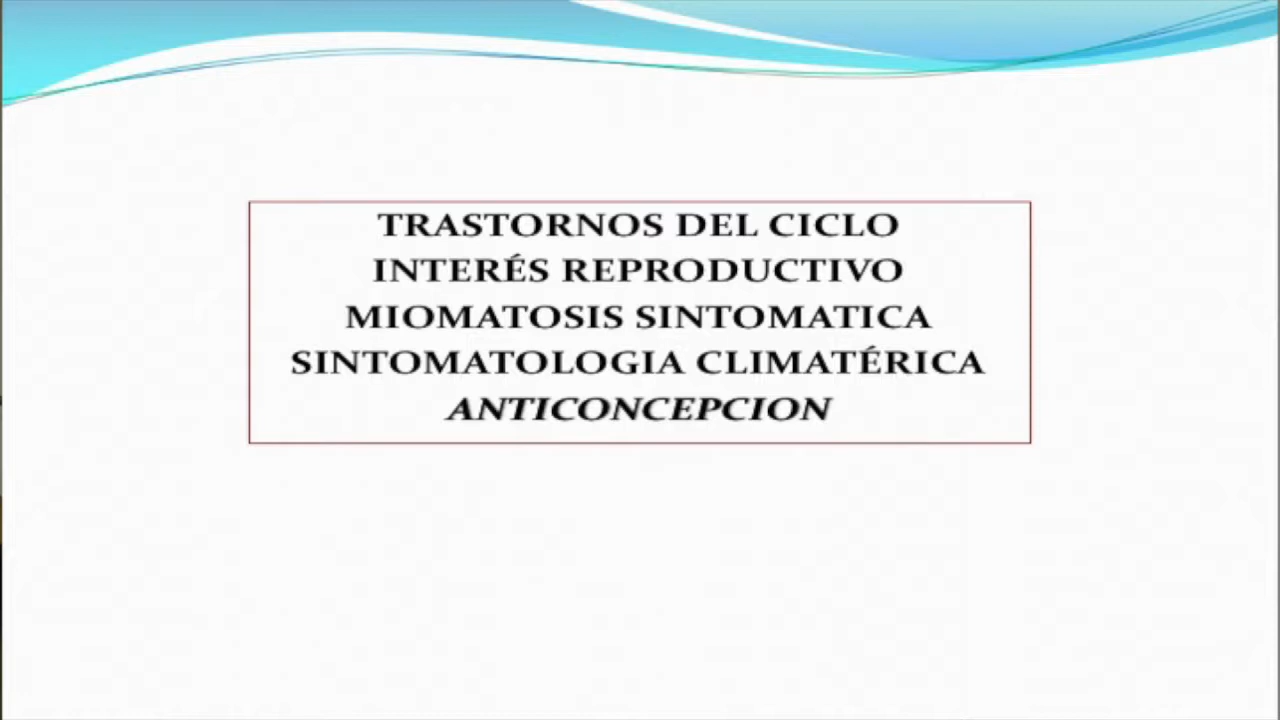 TRASTORNOS DEL CICLO
INTERÉS REPRODUCTIVO
MIOMATOSIS SINTOMATICA
SINTOMATOLOGIA CLIMATÉRICA
ANTICONCEPCION